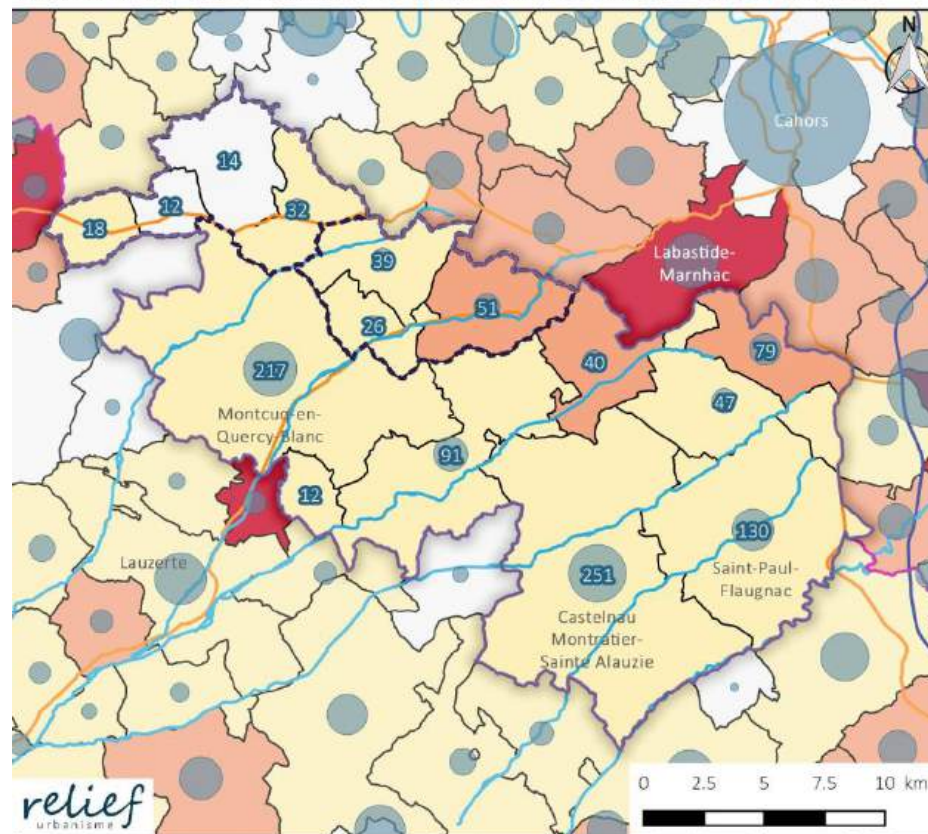 N
Cahors
14
12
32
18
39
Labastide-
Marnhac
51
26
40
79
217
47
Montcuq-en-
Quercy-Blanc
91
12
130
Lauzerte
251
Saint-Paul-
Flaugnac
Castelnau
Montratier-
Sainte Alauzie
0 2.5 5 7.5 10 km
relief
urbanisme